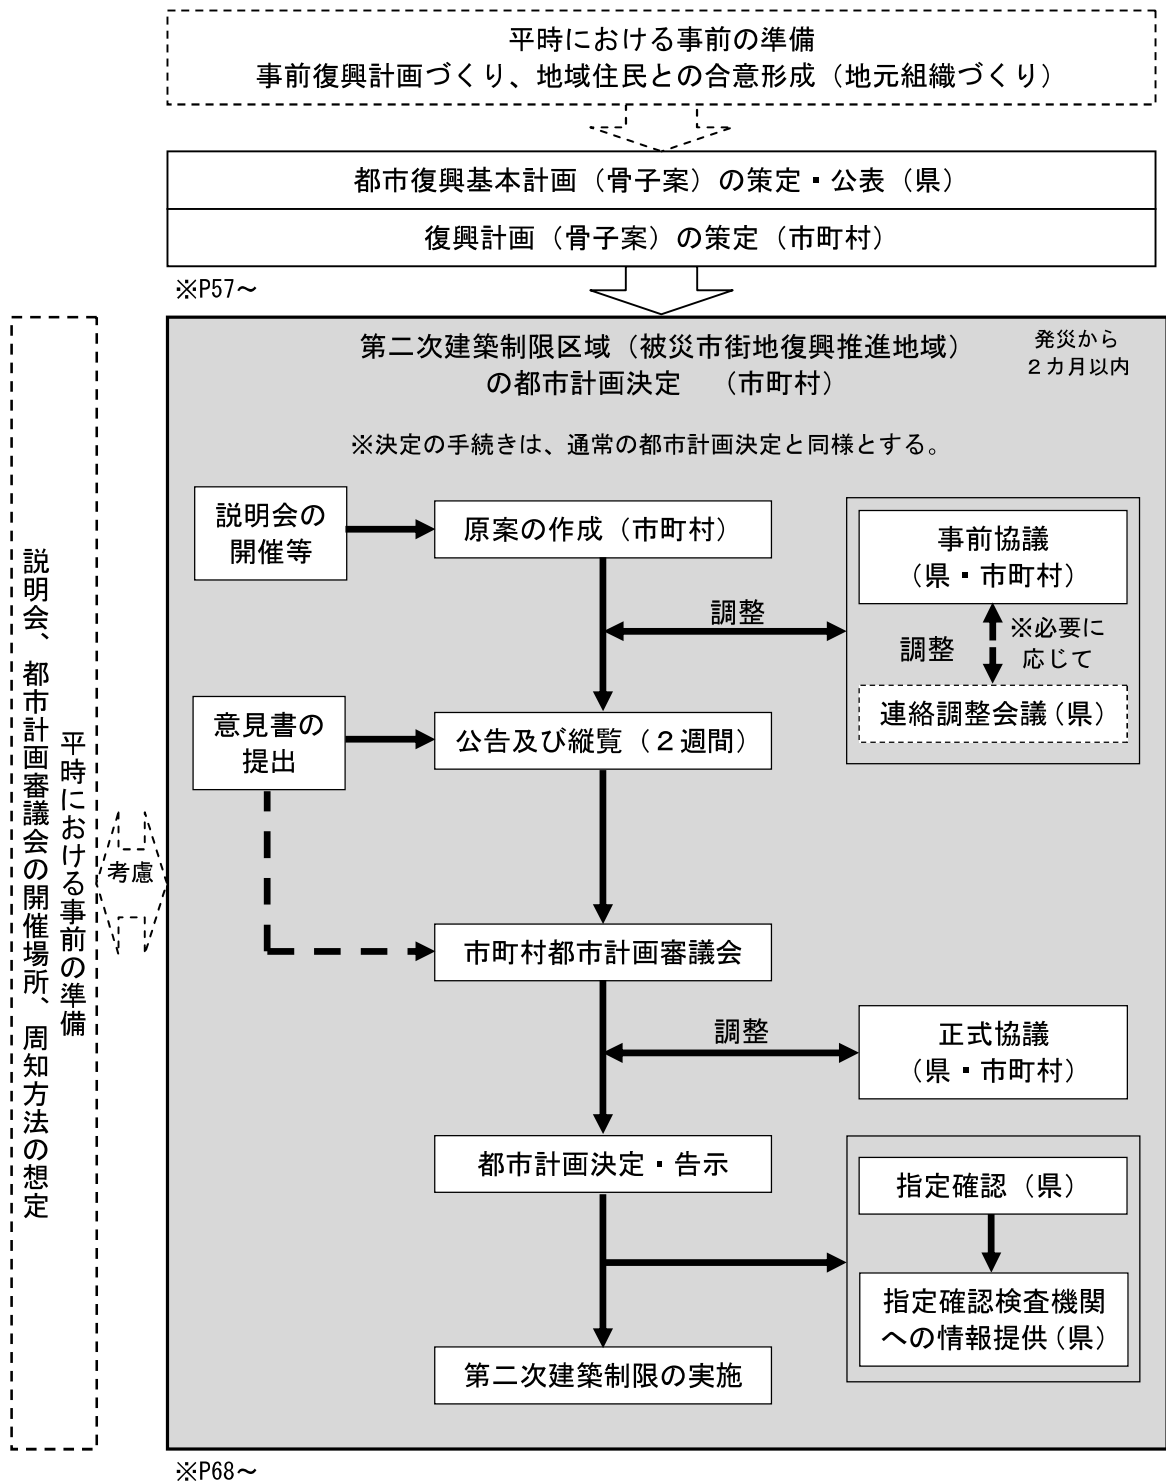 平時における事前の準備
事前復興計画づくり、地域住民との合意形成（地元組織づくり）
都市復興基本計画（骨子案）の策定・公表（県）
復興計画（骨子案）の策定（市町村）
※P57～
第二次建築制限区域（被災市街地復興推進地域）
の都市計画決定　（市町村）
発災から
２カ月以内
※決定の手続きは、通常の都市計画決定と同様とする。
説明会の
開催等
原案の作成（市町村）
事前協議
（県・市町村）
調整
※必要に
応じて
調整
連絡調整会議（県）
意見書の
提出
公告及び縦覧（２週間）
平時における事前の準備
説明会、都市計画審議会の開催場所、周知方法の想定
考慮
市町村都市計画審議会
調整
正式協議
（県・市町村）
都市計画決定・告示
指定確認（県）
指定確認検査機関
への情報提供（県）
第二次建築制限の実施
※P68～